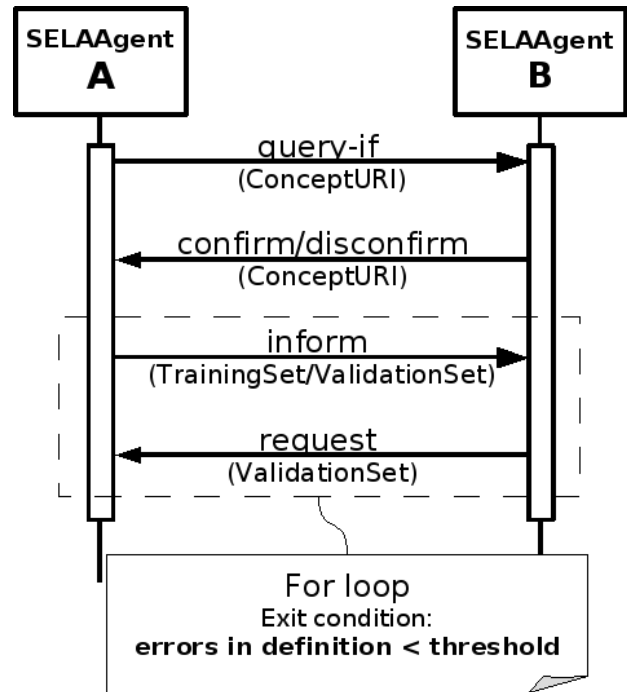 SELAAgent
A
SELAAgent
B
query-if
(ConceptURI)
confirm/disconfirm
(ConceptURI)
inform
(TrainingSet/ValidationSet)
request
(ValidationSet)
For loop
Exit condition:
errors in definition < threshold